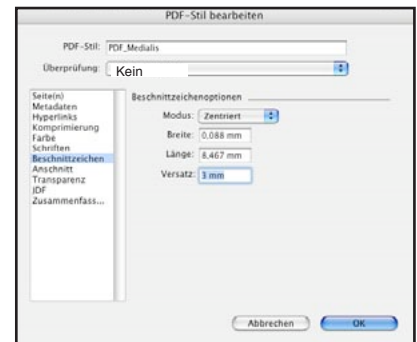 PDF-Stil bearbeiten
PDF-Stil: PDF_Medialis
Überprüfung: Kein
Seite(n)
Metadaten
Hyperlinks
Komprimierung
Farbe
Schriften
Beschnittzeichen
Anschnitt
Transparenz
JDF
Zusammenfass...
Beschnittzeichenoptionen
Modus: Zentriert
Breite: 0,088 mm
Länge: 8,467 mm
Versatz: 3 mm
Abbrechen OK